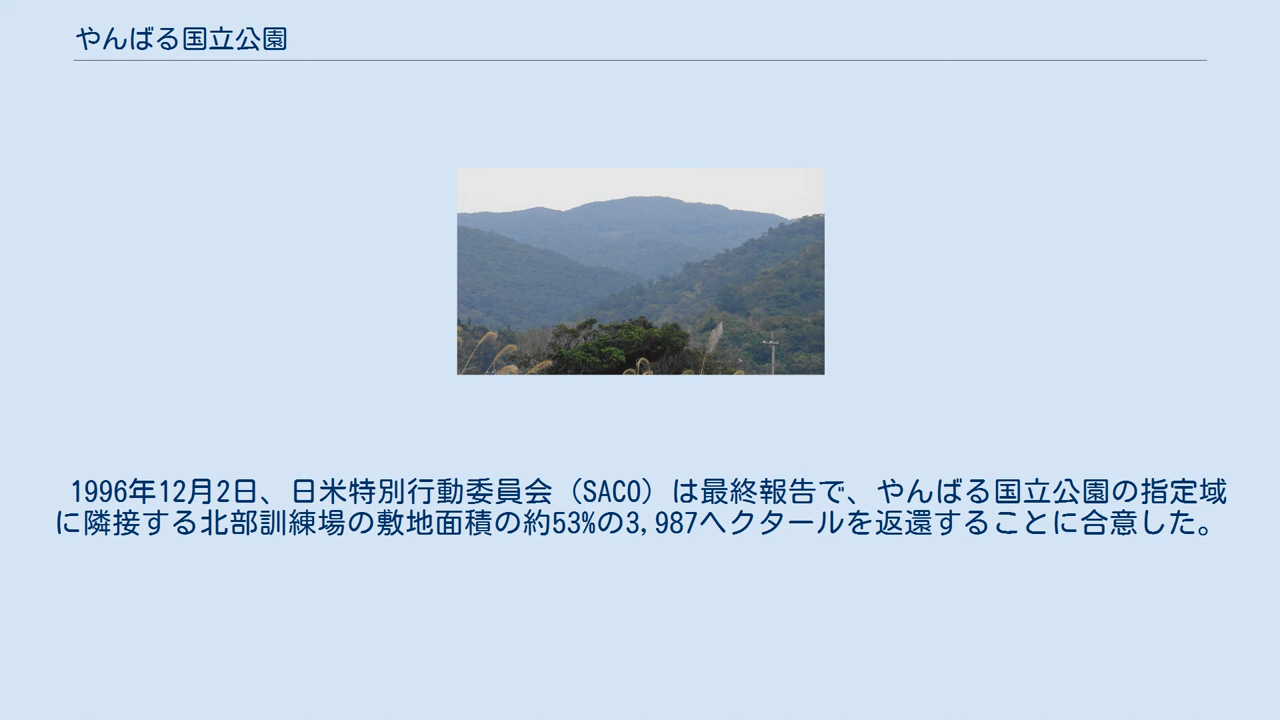 やんばる国立公園
1996年12月2日、日米特別行動委員会（SACO）は最終報告で、やんばる国立公園の指定域
に隣接する北部訓練場の敷地面積の約53%の3,987ヘクタールを返還することに合意した。